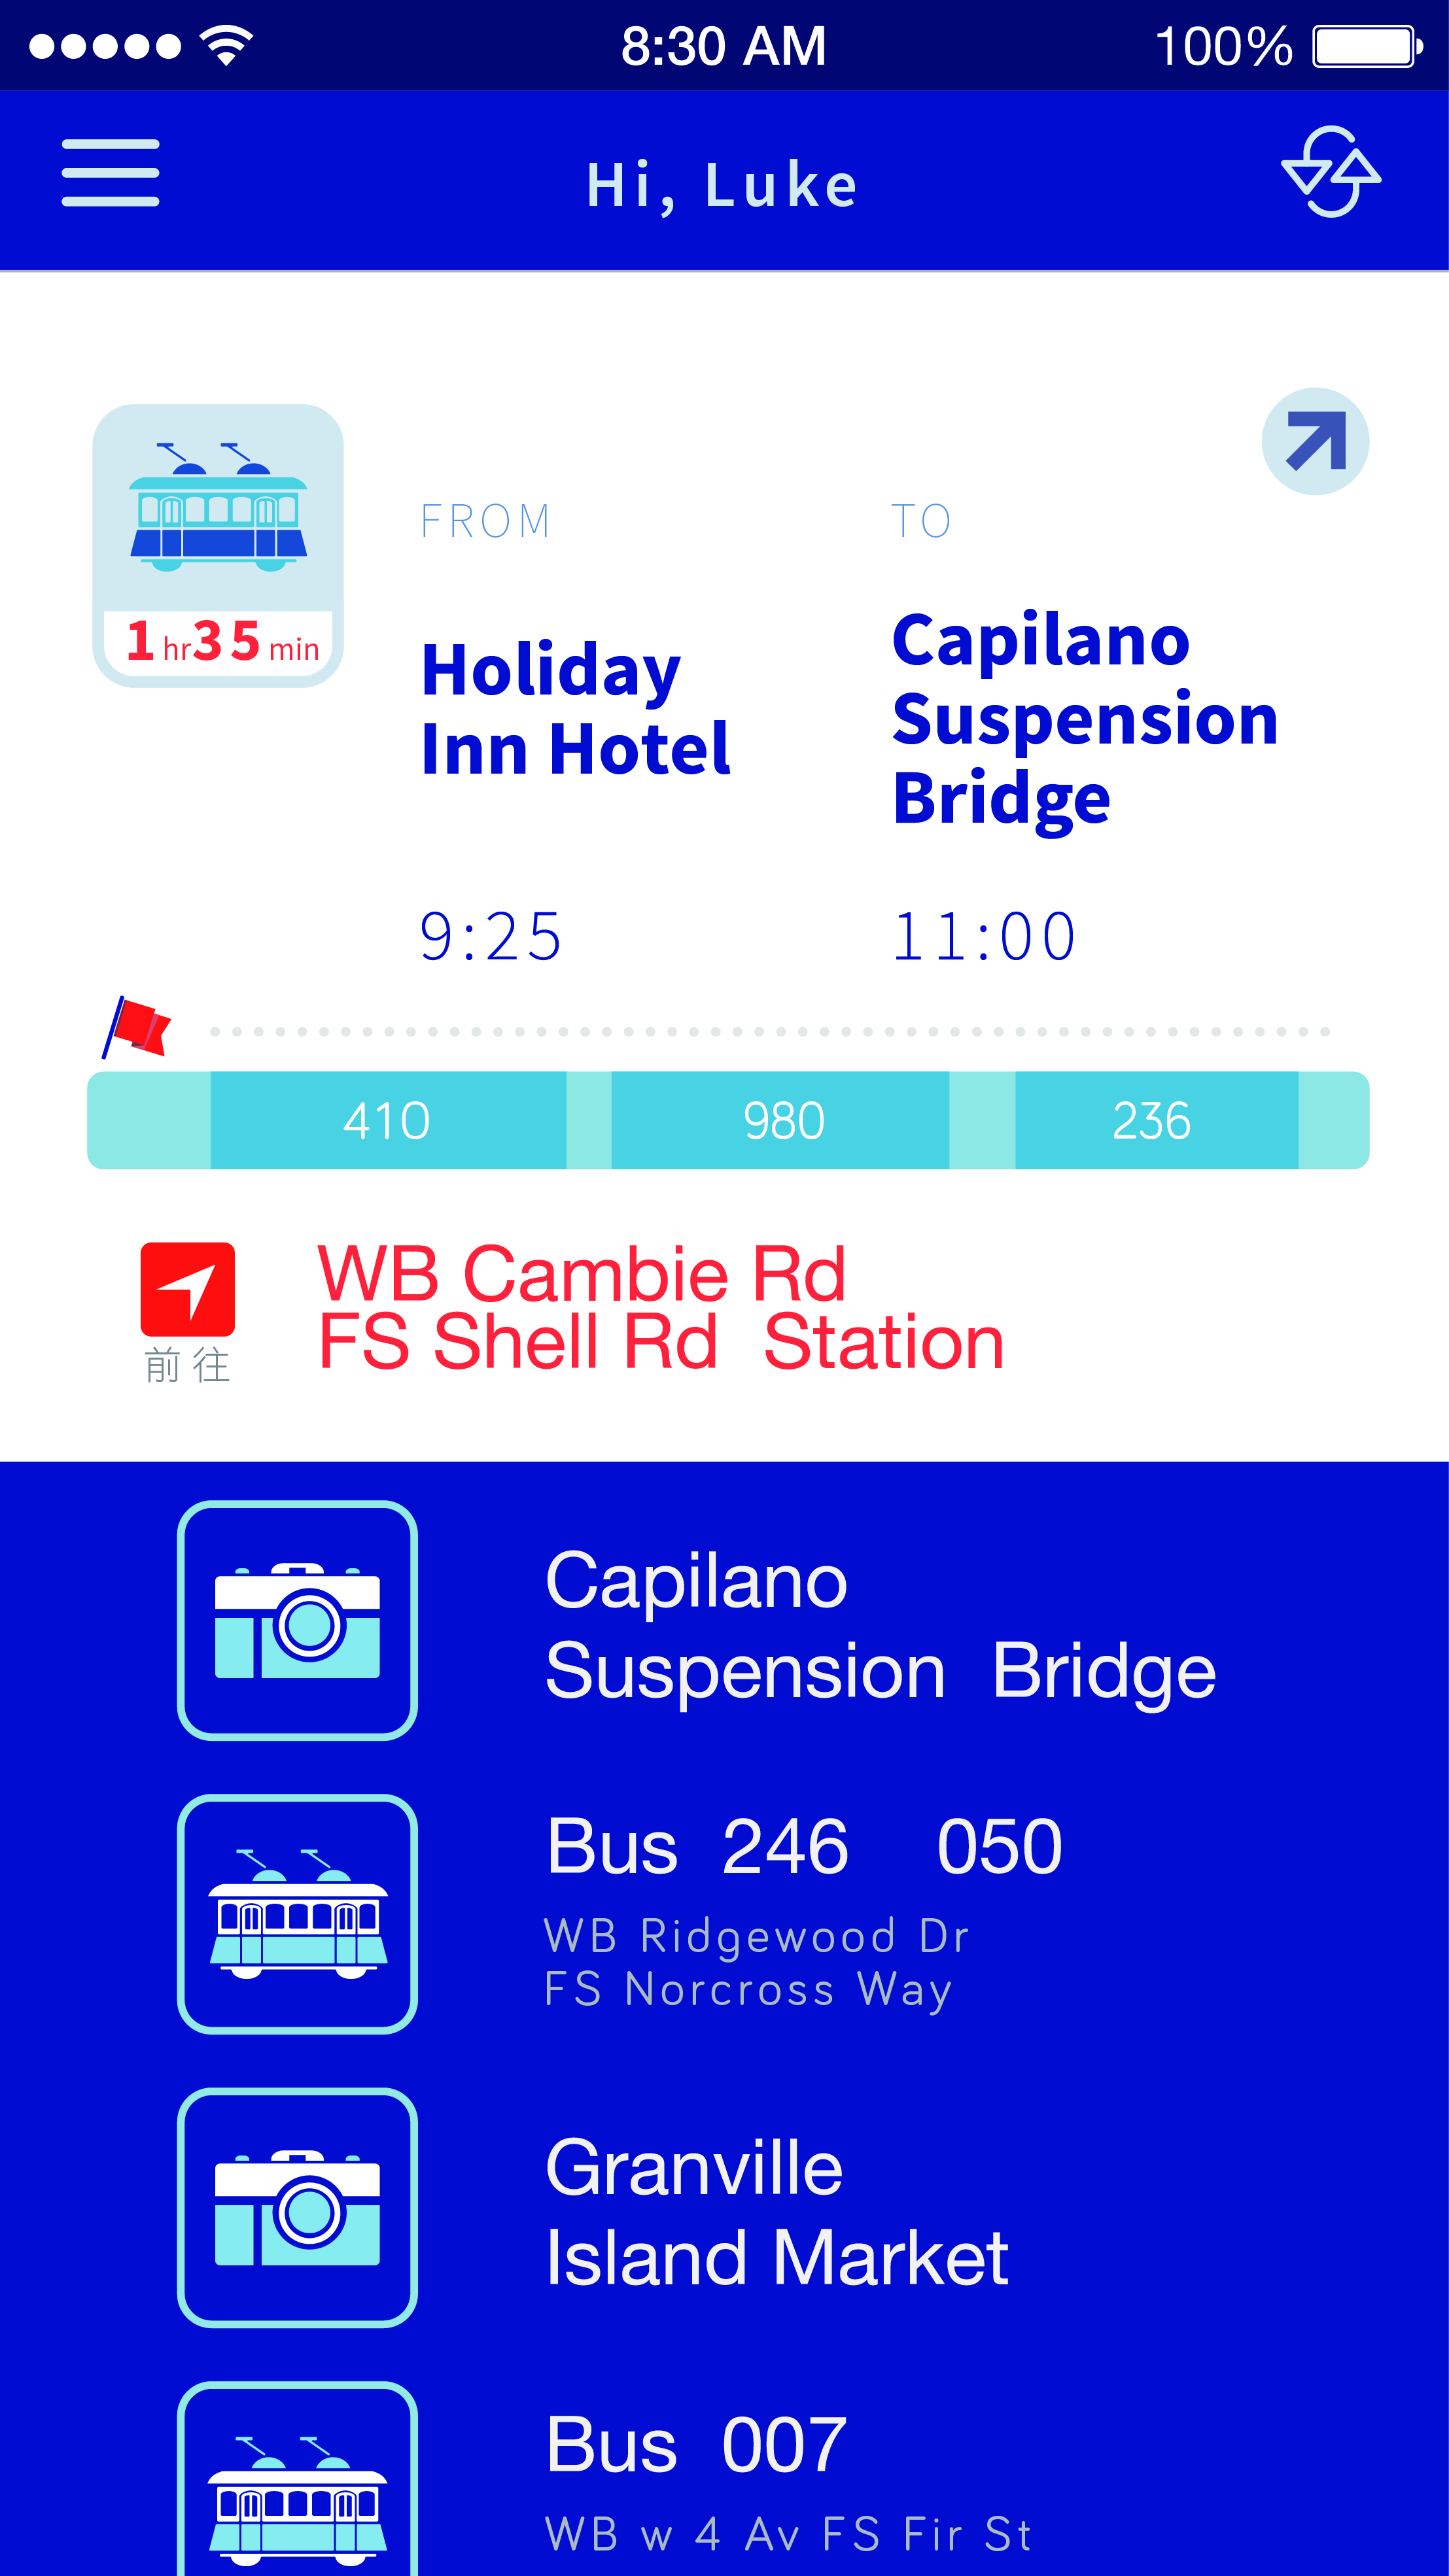 8:30 AM 100%
Hi, Luke
FROM
Holiday
Inn Hotel
9:25
TO
Capilano
Suspension
Bridge
11:00
1 hr 35 min
410 980 236
前往
WB Cambie Rd
FS Shell Rd Station
Capilano
Suspension Bridge
Bus 246 050
WB Ridgewood Dr
FS Norcross Way
Granville
Island Market
Bus 007
WB w 4 Av FS Fir St